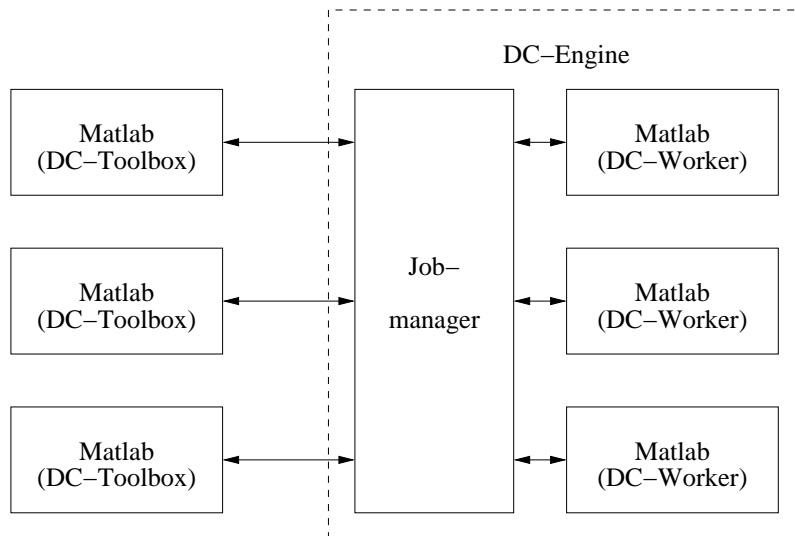 DC−Engine
Matlab
(DC−Toolbox)
Matlab
(DC−Toolbox)
Matlab
(DC−Toolbox)
Job−
manager
Matlab
(DC−Worker)
Matlab
(DC−Worker)
Matlab
(DC−Worker)